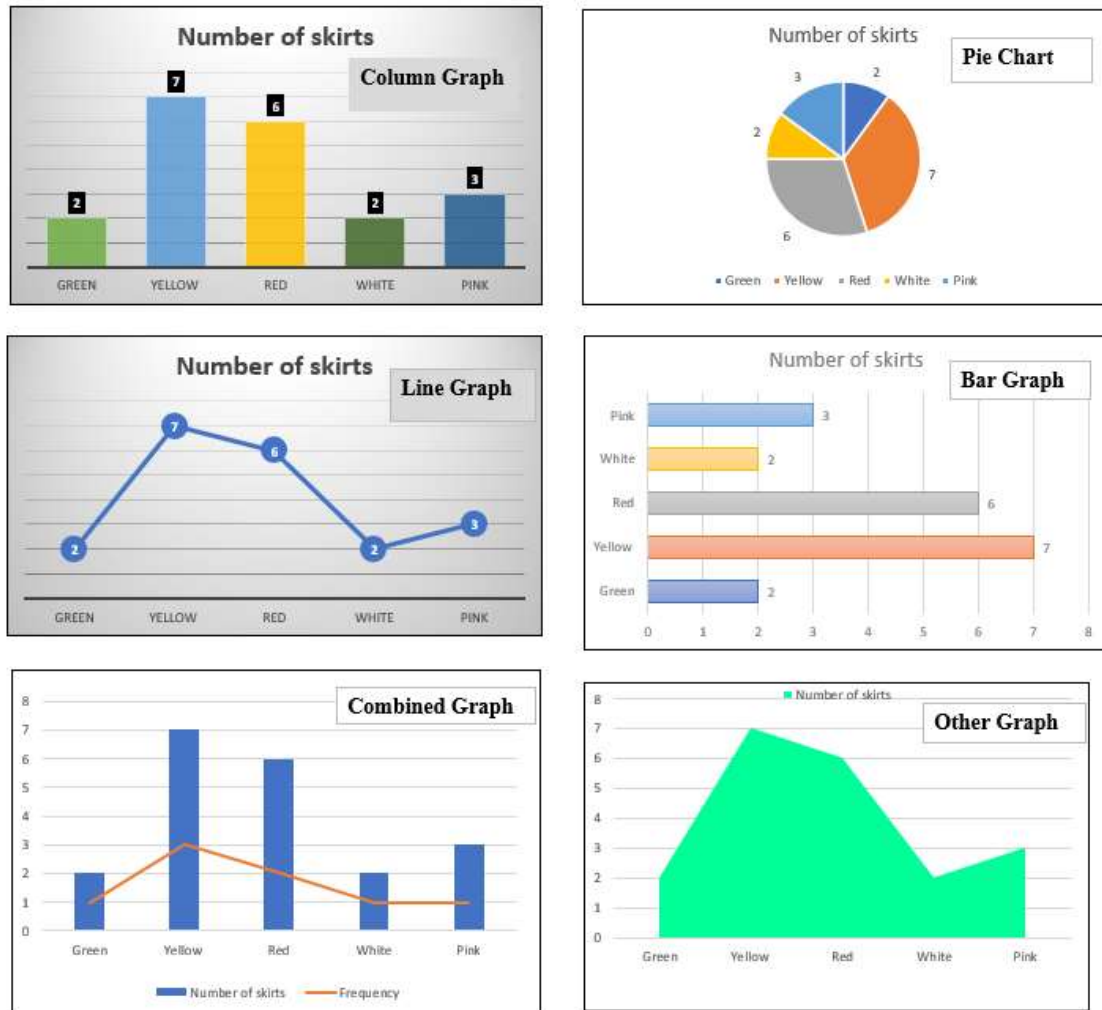 Number of skirts
Column Graph
7
6
3
2
2
GREEN YELLOW RED WHITE PINK
Number of skirts
Pie Chart
3
2
2
7
6
Green Yellow Red White Pink
Number of skirts
Line Graph
7
6
3
2
2
GREEN YELLOW RED WHITE PINK
Number of skirts
Bar Graph
Pink 3
White 2
Red 6
Yellow 7
Green 2
0 1 2 3 4 5 6 7 8
Combined Graph
8
7
6
5
4
3
2
1
0
Green Yellow Red White Pink
Number of skirts Frequency
Number of skirts
Other Graph
8
7
6
5
4
3
2
1
0
Green Yellow Red White Pink